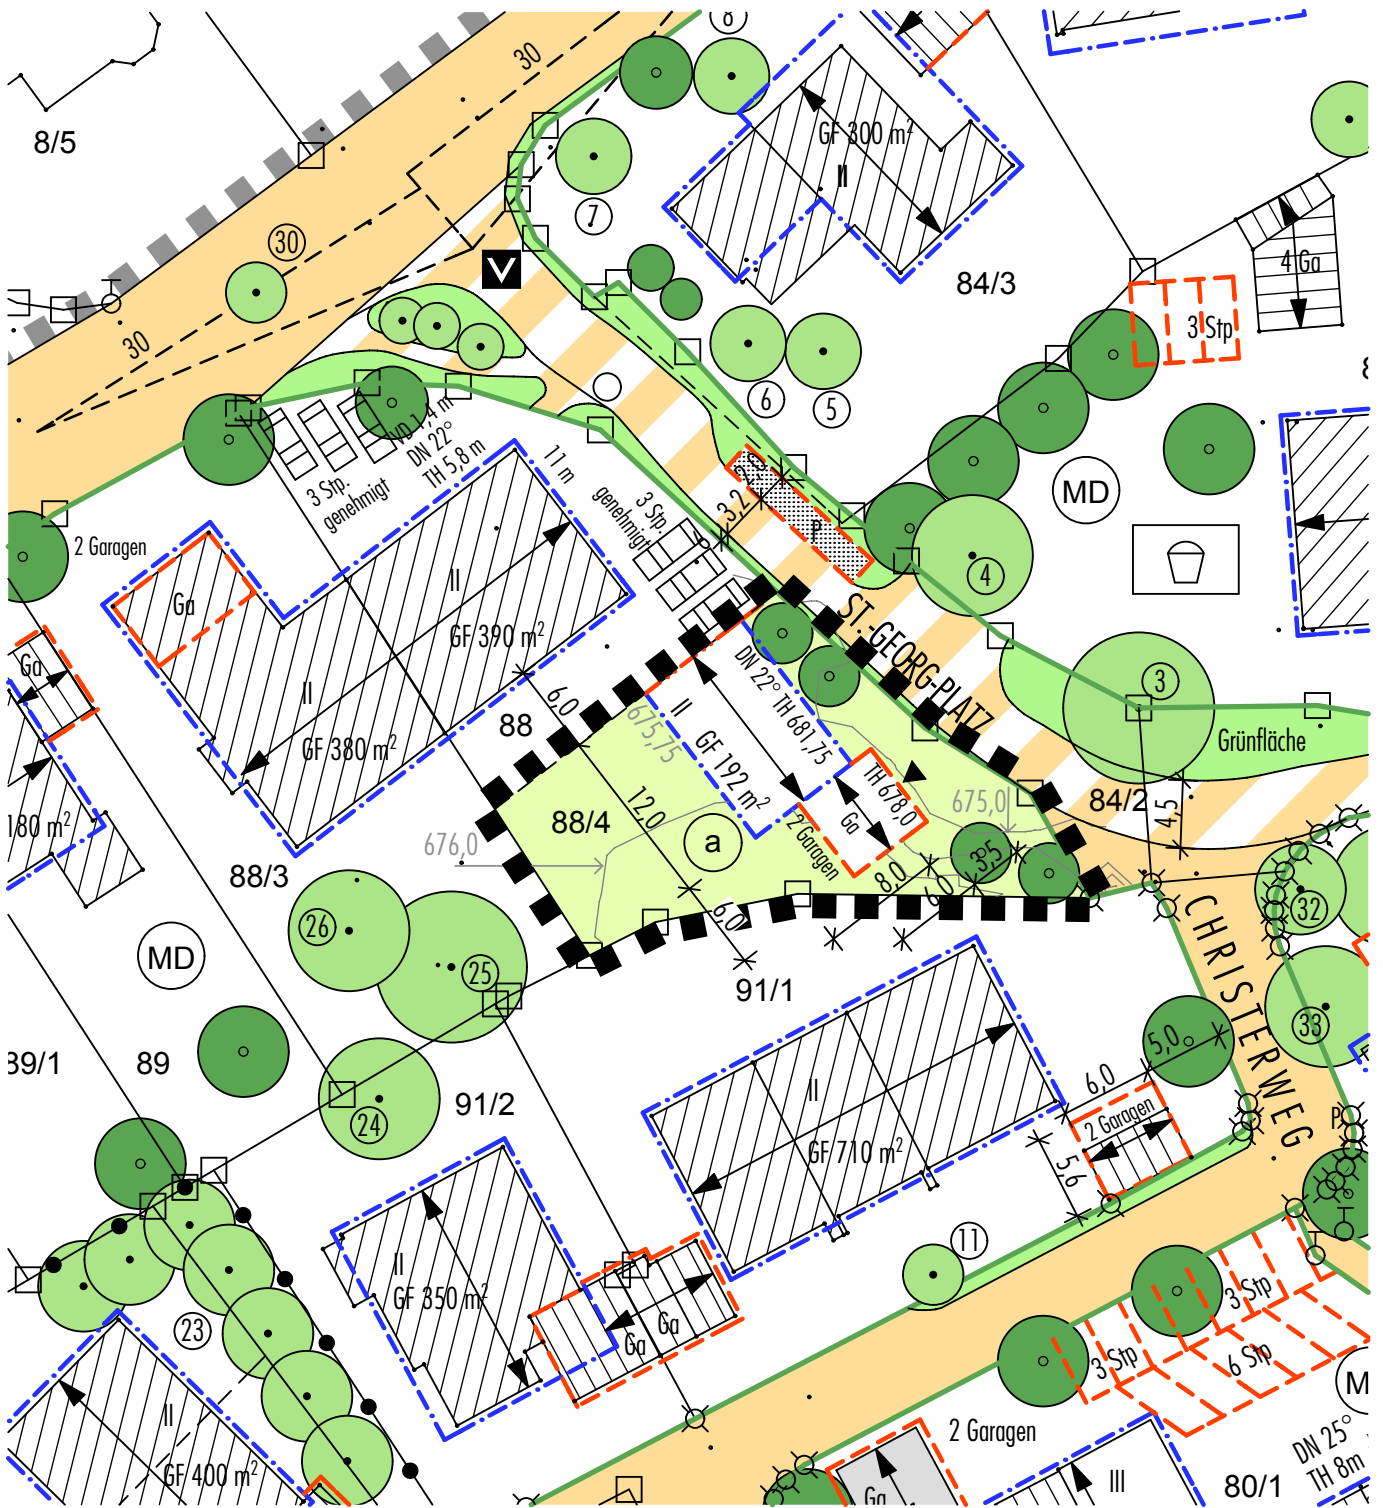 8
30
8/5
GF 300 m²
II
7
30
84/3
4 Ga
3 Stp
30
6
5
VD 1,4 m
DN 22°
TH 5,8 m
11 m
3 Stp.
genehmigt
3 Stp.
genehmigt
3,2
P
MD
2 Garagen
4
Ga
II
GF 390 m²
ST.-GEORG-PLATZ
Ga
DN 22° TH 681,75
3
II
6,0
88
675,75
II
GF 192 m²
Grünfläche
GF 380 m²
TH 678,0
84/2
675,0
4,5
180 m²
88/4
12,0
a
2 Garagen
Ga
676,0
88/3
8,0
3,5
6,0
CHRISTERWEG
32
26
6,0
MD
25
91/1
33
5,0
89/1
89
91/2
6,0
24
II
2 Garagen
P
GF 710 m²
5,6
11
II
GF 350 m²
3 Stp
23
Ga
Ga
3 Stp
6 Stp
M
II
2 Garagen
DN 25°
TH 8m
GF 400 m²
III
80/1
Ga